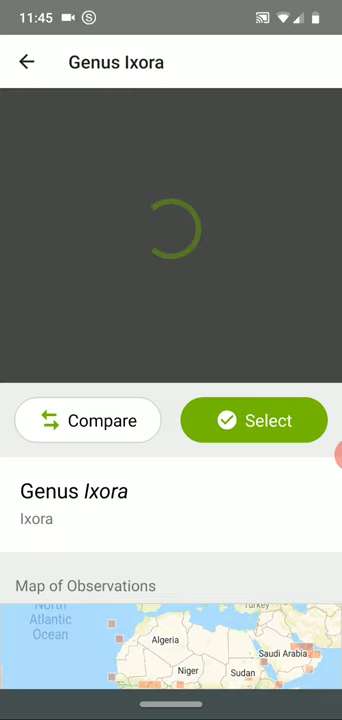 11:45 S
Genus Ixora
Compare
Select
Genus Ixora
Ixora
Map of Observations
North
Atlantic
Ocean
Turkey
Algeria
Saudi Arabia
Niger
Sudan